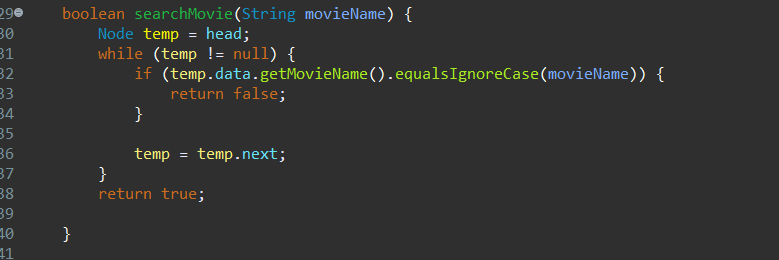 29 boolean searchMovie(String movieName) {
30 Node temp = head;
31 while (temp != null) {
32 if (temp.data.getMovieName().equalsIgnoreCase(movieName)) {
33 return false;
34 }
35
36 temp = temp.next;
37 }
38 return true;
39
40 }
41